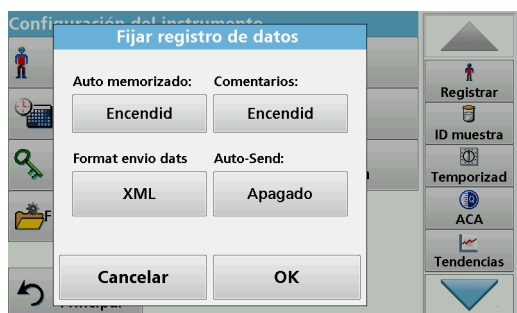 Configuración del instrumento
Fijar registro de datos
Auto memorizado: Comentarios:
Encendid Encendid
Format envio dats Auto-Send:
XML Apagado
Cancelar OK
F
Principal
Registrar
ID muestra
Temporizad
ACA
Tendencias